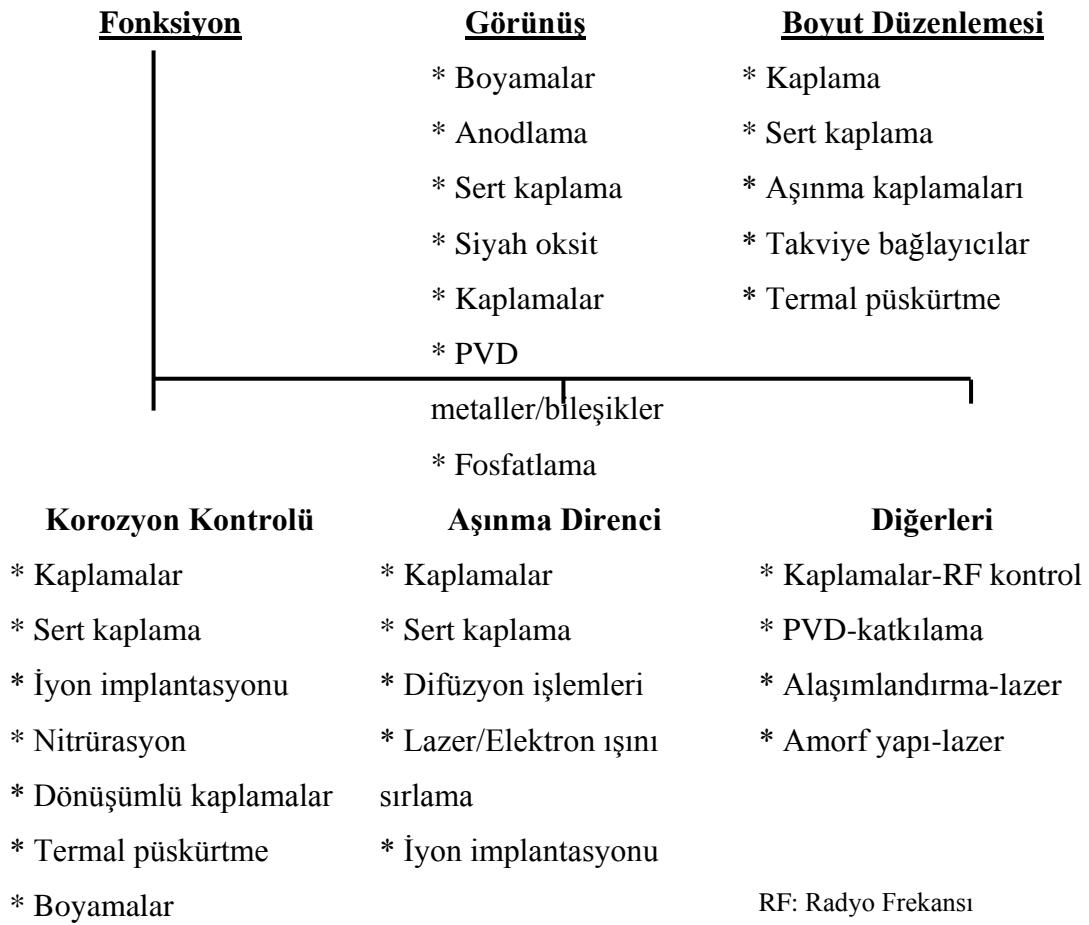 Fonksiyon
Görünüş
* Boyamalar
* Anodlama
* Sert kaplama
* Siyah oksit
* Kaplamalar
* PVD
metaller/bileşikler
* Fosfatlama
Boyut Düzenlemesi
* Kaplama
* Sert kaplama
* Aşınma kaplamaları
* Takviye bağlayıcılar
* Termal püskürtme
Korozyon Kontrolü
* Kaplamalar
* Sert kaplama
* İyon implantasyonu
* Nitrürasyon
* Dönüşümlü kaplamalar
* Termal püskürtme
* Boyamalar
Aşınma Direnci
* Kaplamalar
* Sert kaplama
* Difüzyon işlemleri
* Lazer/Elektron ışını
sırlama
* İyon implantasyonu
Diğerleri
* Kaplamalar-RF kontrol
* PVD-katkılama
* Alaşımlandırma-lazer
* Amorf yapı-lazer
RF: Radyo Frekansı